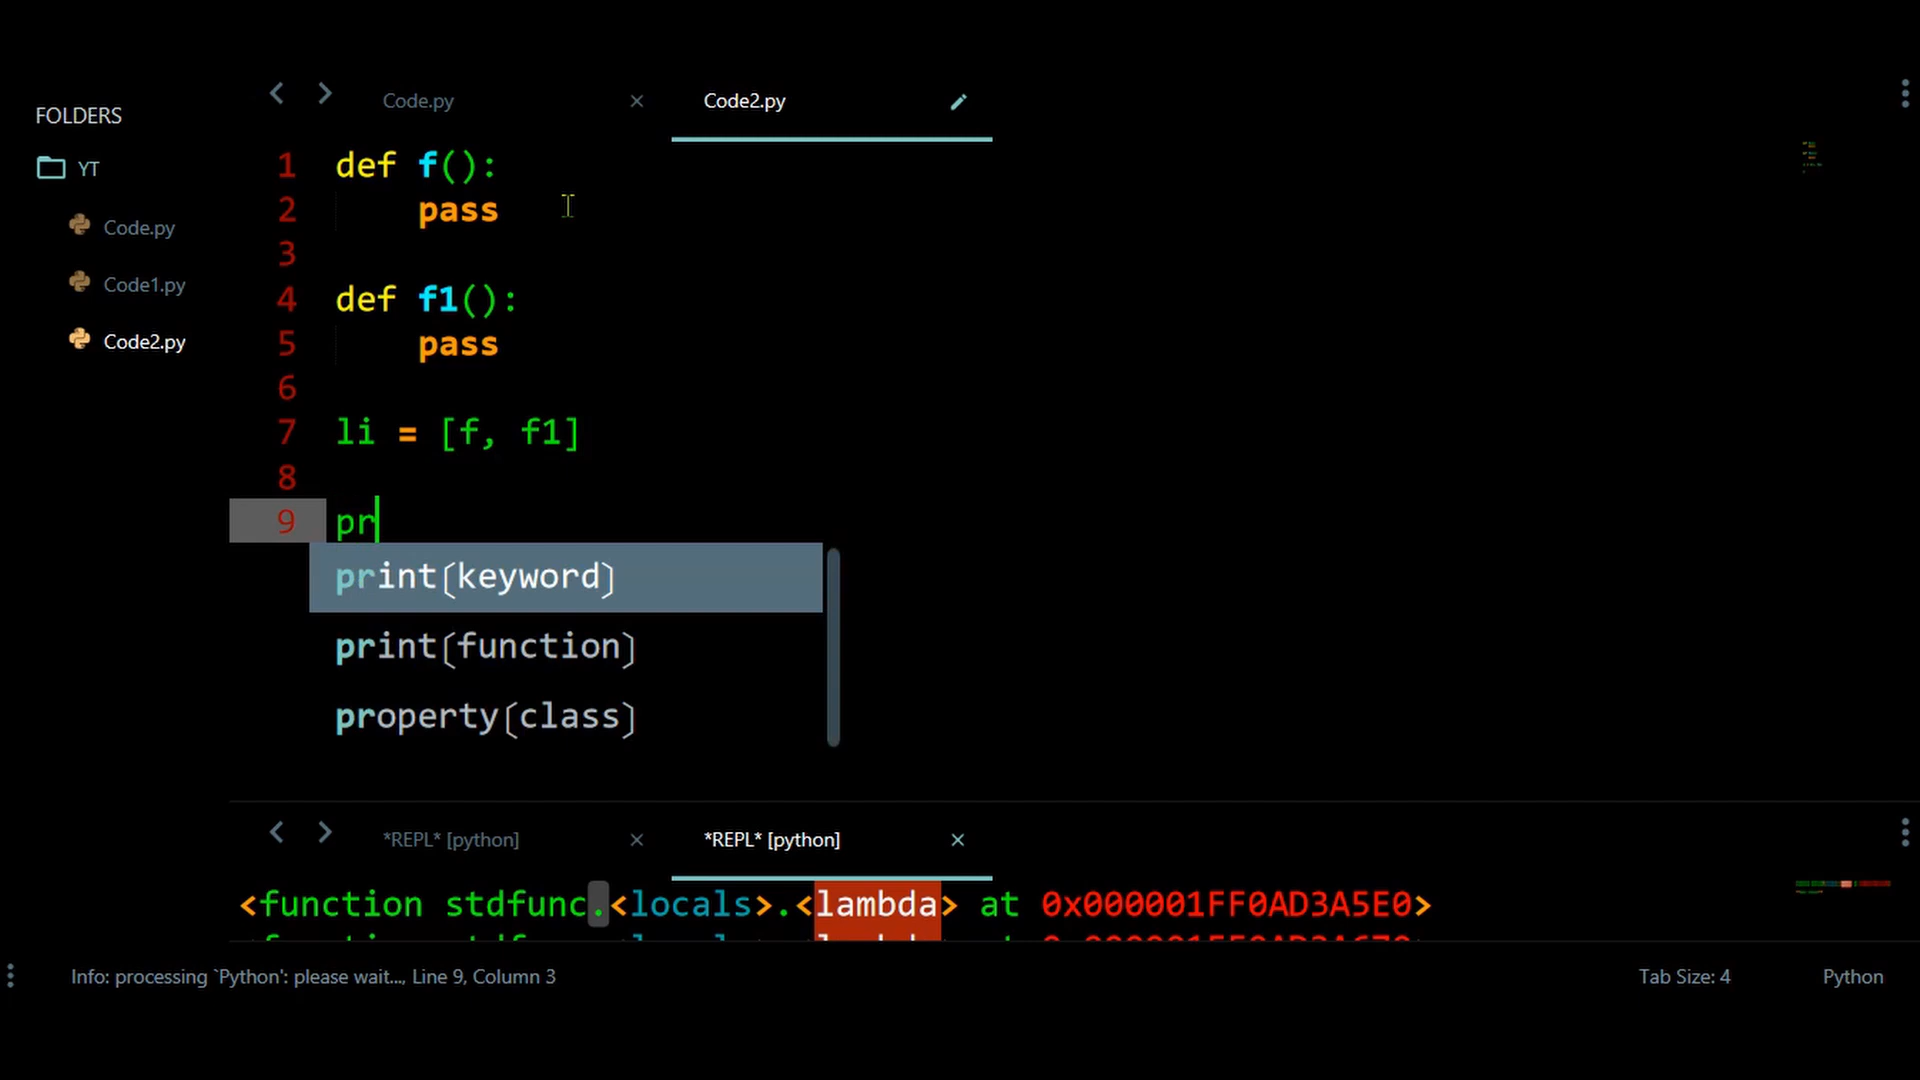 FOLDERS
YT
Code.py
Code1.py
Code2.py
Code.py
Code2.py
1 def f():
2 pass
3
4 def f1():
5 pass
6
7 li = [f, f1]
8
9 pr
print(keyword)
print(function)
property(class)
*REPL* [python]
*REPL* [python]
<function stdfunc.<locals>.<lambda> at 0x000001FF0AD3A5E0>
Info: processing `Python': please wait..., Line 9, Column 3
Tab Size: 4
Python